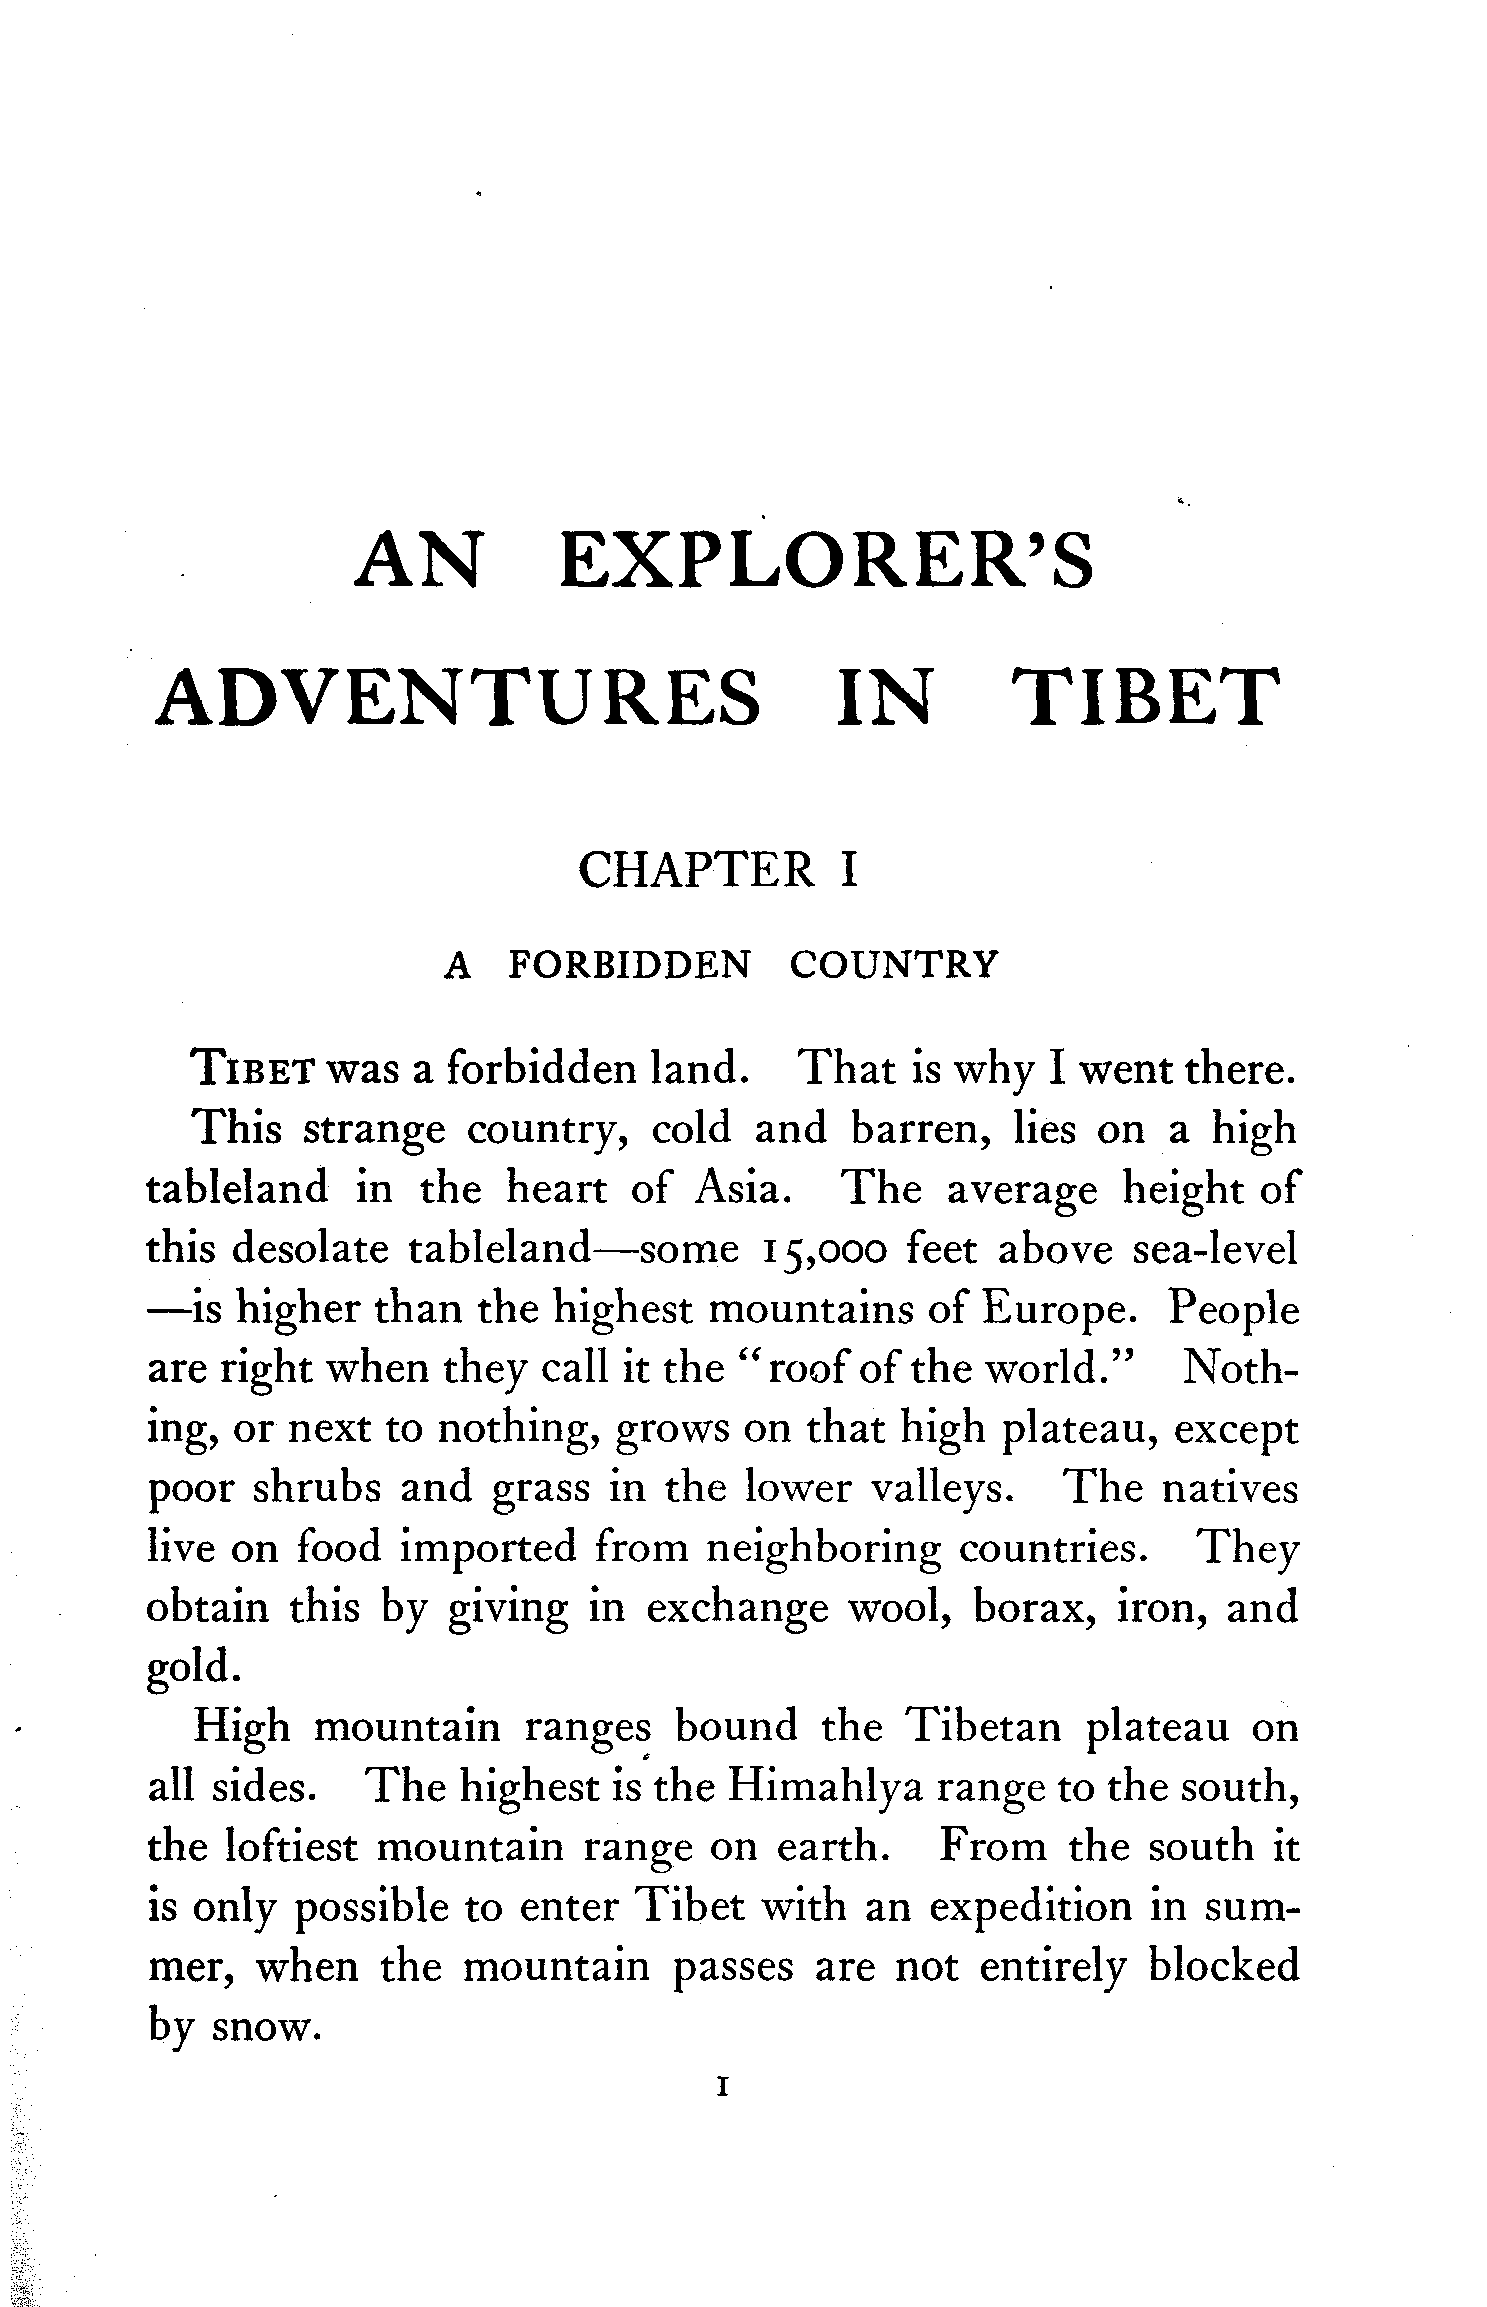 AN EXPLORER'S
ADVENTURES IN TIBET
CHAPTER I
A FORBIDDEN COUNTRY
TIBET was a forbidden land. That is why I went there.
This strange country, cold and barren, lies on a high
tableland in the heart of Asia. The average height of
this desolate tableland—some 15,000 feet above sea-level
—is higher than the highest mountains of Europe. People
are right when they call it the "roof of the world." Noth-
ing, or next to nothing, grows on that high plateau, except
poor shrubs and grass in the lower valleys. The natives
live on food imported from neighboring countries. They
obtain this by giving in exchange wool, borax, iron, and
gold.
High mountain ranges bound the Tibetan plateau on
all sides. The highest is the Himahlya range to the south,
the loftiest mountain range on earth. From the south it
is only possible to enter Tibet with an expedition in sum-
mer, when the mountain passes are not entirely blocked
by snow.
I